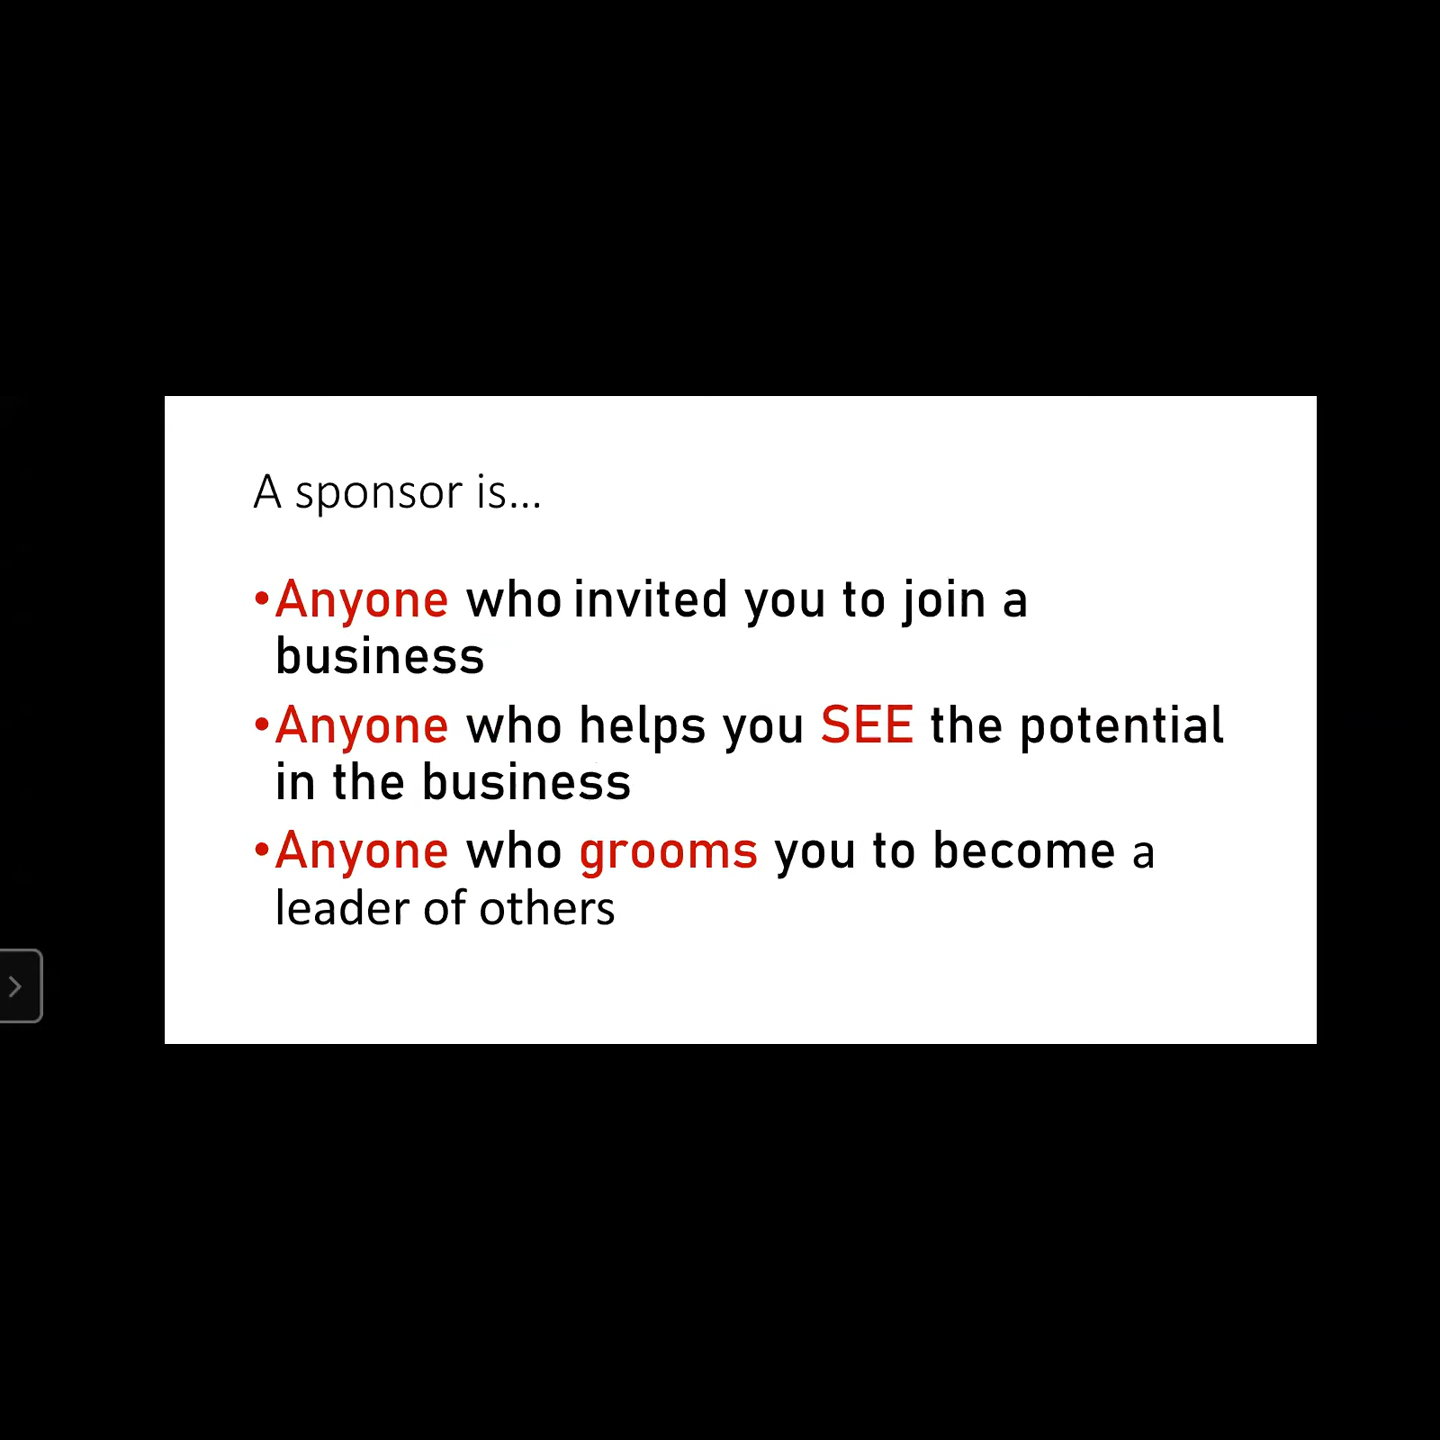 A sponsor is...
•Anyone who invited you to join a
business
•Anyone who helps you SEE the potential
in the business
•Anyone who grooms you to become a
leader of others